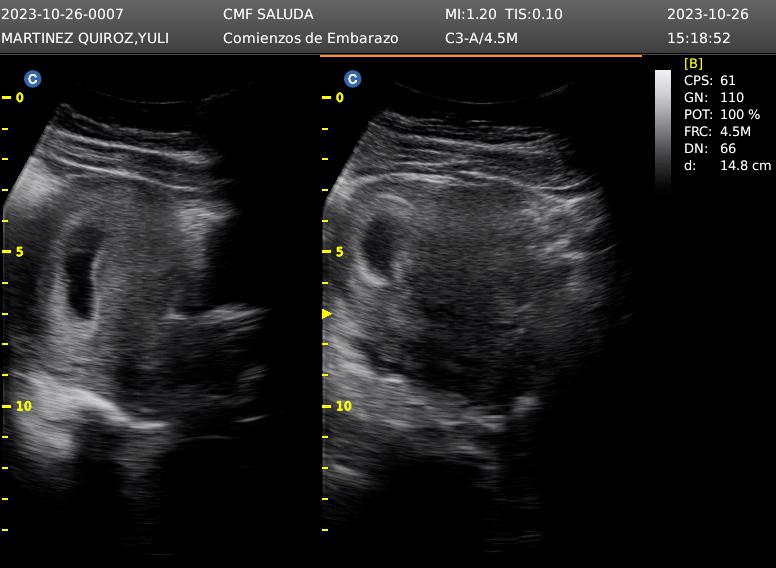 2023-10-26-0007 CMF SALUDA MI:1.20 TIS:0.10 2023-10-26
MARTINEZ QUIROZ,YULI Comienzos de Embarazo C3-A/4.5M 15:18:52
C
C
[B]
CPS: 61
GN: 110
POT: 100 %
FRC: 4.5M
DN: 66
d: 14.8 cm
0
0
5
5
10
10